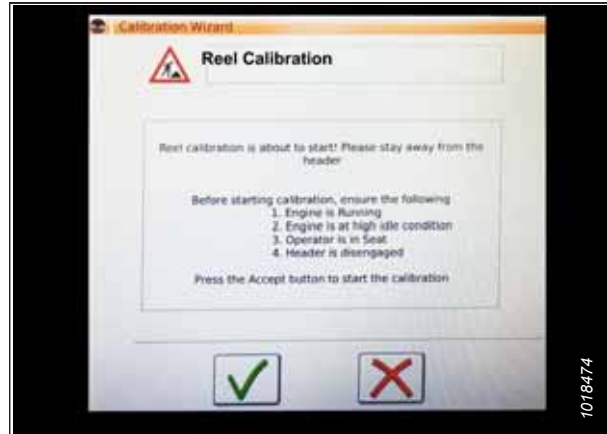 Calibration Wizard
Reel Calibration
Reel calibration is about to start! Please stay away from the
header
Before starting calibration, ensure the following
1. Engine is Running
2. Engine is at high idle condition
3. Operator is in Seat
4. Header is disengaged
Press the Accept button to start the calibration
1018474